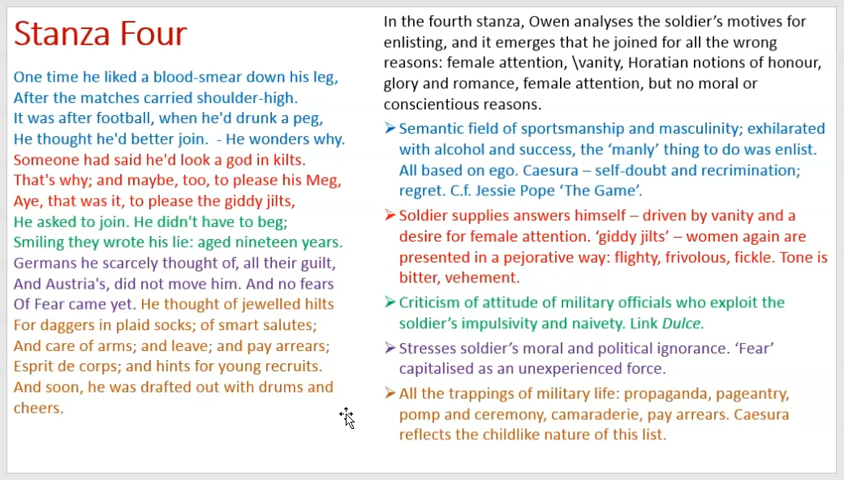 Stanza Four
One time he liked a blood-smear down his leg,
After the matches carried shoulder-high.
It was after football, when he'd drunk a peg,
He thought he'd better join.  - He wonders why.
Someone had said he'd look a god in kilts.
That's why; and maybe, too, to please his Meg,
Aye, that was it, to please the giddy jilts,
He asked to join. He didn't have to beg;
Smiling they wrote his lie: aged nineteen years.
Germans he scarcely thought of, all their guilt,
And Austria's, did not move him. And no fears
Of Fear came yet. He thought of jewelled hilts
For daggers in plaid socks; of smart salutes;
And care of arms; and leave; and pay arrears;
Esprit de corps; and hints for young recruits.
And soon, he was drafted out with drums and
cheers.
In the fourth stanza, Owen analyses the soldier's motives for
enlisting, and it emerges that he joined for all the wrong
reasons: female attention, \vanity, Horatian notions of honour,
glory and romance, female attention, but no moral or
conscientious reasons.
➢ Semantic field of sportsmanship and masculinity; exhilarated
with alcohol and success, the 'manly' thing to do was enlist.
All based on ego. Caesura – self-doubt and recrimination;
regret. C.f. Jessie Pope 'The Game'.
➢ Soldier supplies answers himself – driven by vanity and a
desire for female attention. 'giddy jilts' – women again are
presented in a pejorative way: flighty, frivolous, fickle. Tone is
bitter, vehement.
➢ Criticism of attitude of military officials who exploit the
soldier's impulsivity and naivety. Link Dulce.
➢ Stresses soldier's moral and political ignorance. 'Fear'
capitalised as an unexperienced force.
➢ All the trappings of military life: propaganda, pageantry,
pomp and ceremony, camaraderie, pay arrears. Caesura
reflects the childlike nature of this list.